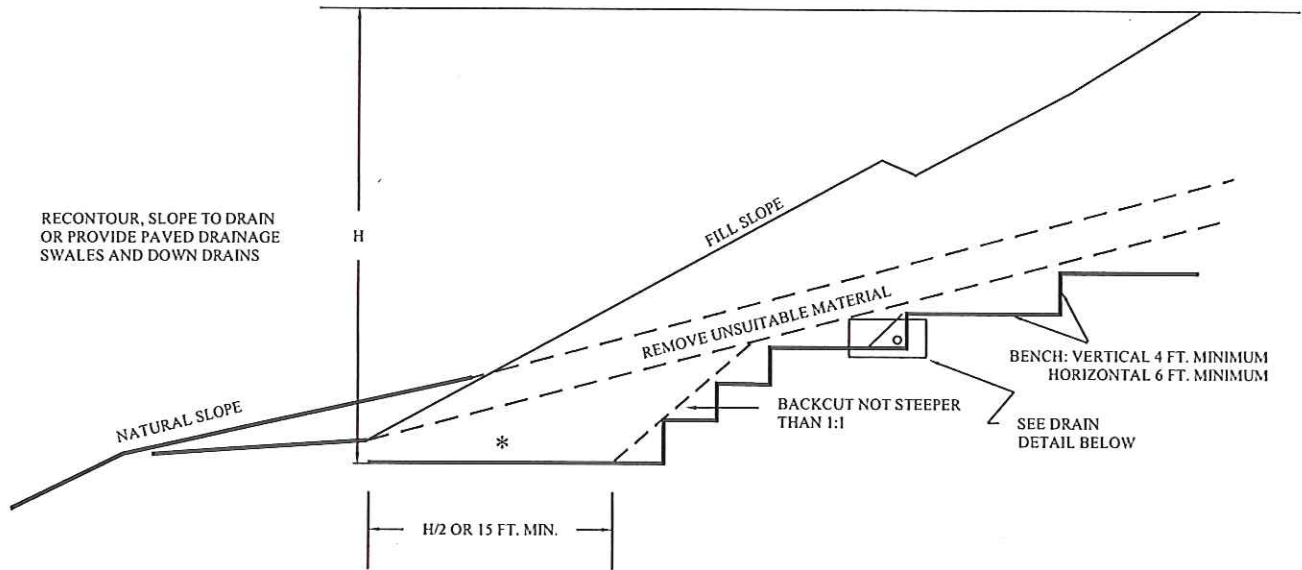 RECONTOUR, SLOPE TO DRAIN
OR PROVIDE PAVED DRAINAGE
SWALES AND DOWN DRAINS
H
FILL SLOPE
REMOVE UNSUITABLE MATERIAL
NATURAL SLOPE
*
BACKCUT NOT STEEPER
THAN 1:1
BENCH: VERTICAL 4 FT. MINIMUM
HORIZONTAL 6 FT. MINIMUM
SEE DRAIN
DETAIL BELOW
H/2 OR 15 FT. MIN.